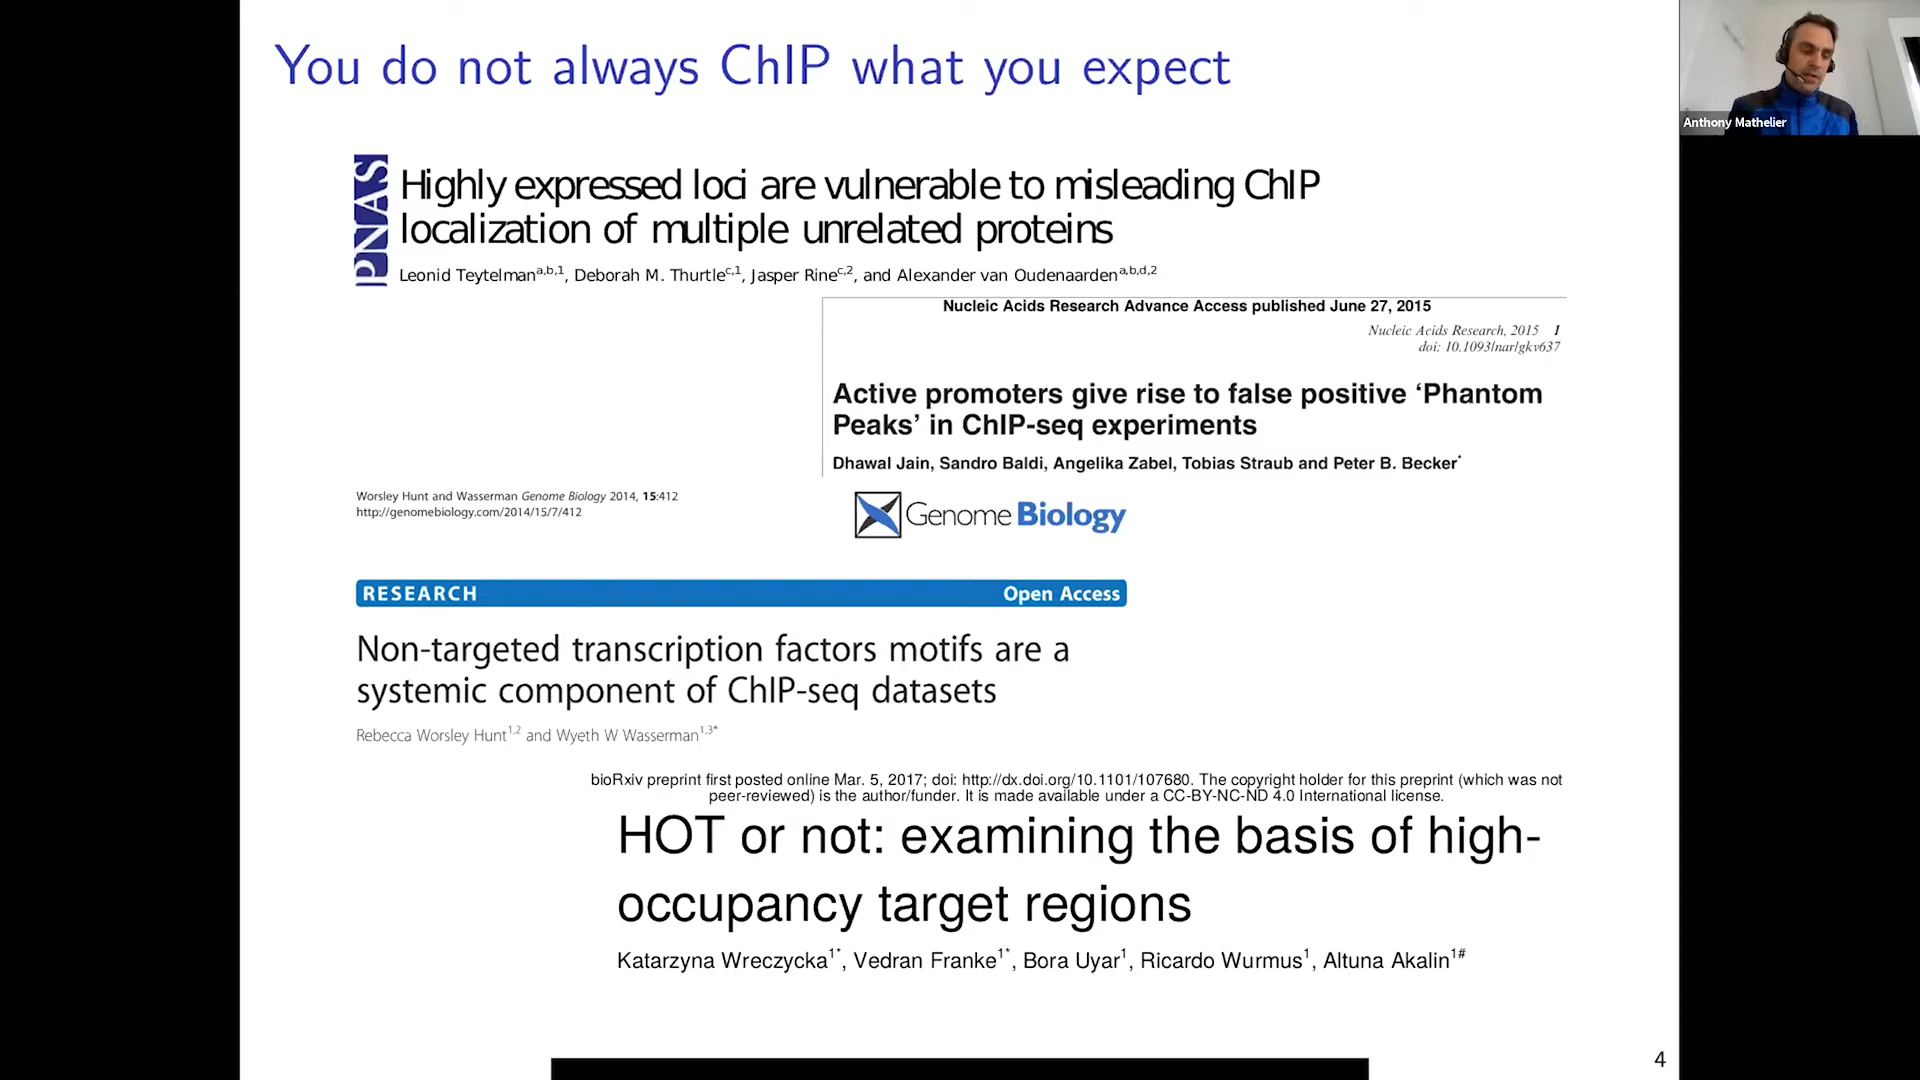 You do not always ChIP what you expect
Anthony Mathelier
PNAS
Highly expressed loci are vulnerable to misleading ChIP
localization of multiple unrelated proteins
Leonid Teytelmana,b,1, Deborah M. Thurtlec,1, Jasper Rinec,2, and Alexander van Oudenaardena,b,d,2
Nucleic Acids Research Advance Access published June 27, 2015
Nucleic Acids Research, 2015 1
doi: 10.1093/nar/gkv637
Active promoters give rise to false positive ‘Phantom
Peaks’ in ChIP-seq experiments
Dhawal Jain, Sandro Baldi, Angelika Zabel, Tobias Straub and Peter B. Becker*
Worsley Hunt and Wasserman Genome Biology 2014, 15:412
http://genomebiology.com/2014/15/7/412
Genome Biology
RESEARCH Open Access
Non-targeted transcription factors motifs are a
systemic component of ChIP-seq datasets
Rebecca Worsley Hunt1,2 and Wyeth W Wasserman1,3*
bioRxiv preprint first posted online Mar. 5, 2017; doi: http://dx.doi.org/10.1101/107680. The copyright holder for this preprint (which was not
peer-reviewed) is the author/funder. It is made available under a CC-BY-NC-ND 4.0 International license.
HOT or not: examining the basis of high-
occupancy target regions
Katarzyna Wreczycka1*, Vedran Franke1*, Bora Uyar1, Ricardo Wurmus1, Altuna Akalin1#
4